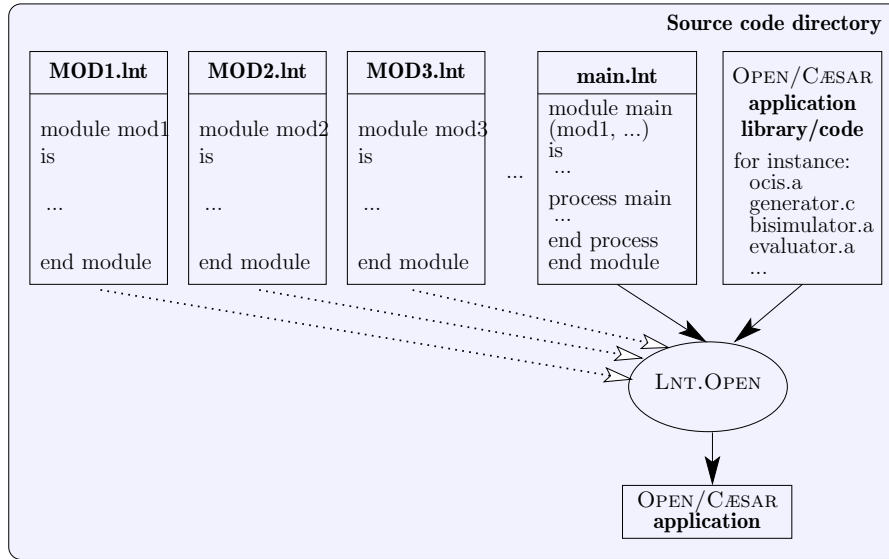 Source code directory
MOD1.lnt
module mod1
is
...
end module
MOD2.lnt
module mod2
is
...
end module
MOD3.lnt
module mod3
is
...
end module
...
main.lnt
module main
(mod1, ...)
is
...
process main
...
end process
end module
OPEN/CÆSAR
application
library/code
for instance:
ocis.a
generator.c
bisimulator.a
evaluator.a
...
LNT.OPEN
OPEN/CÆSAR
application